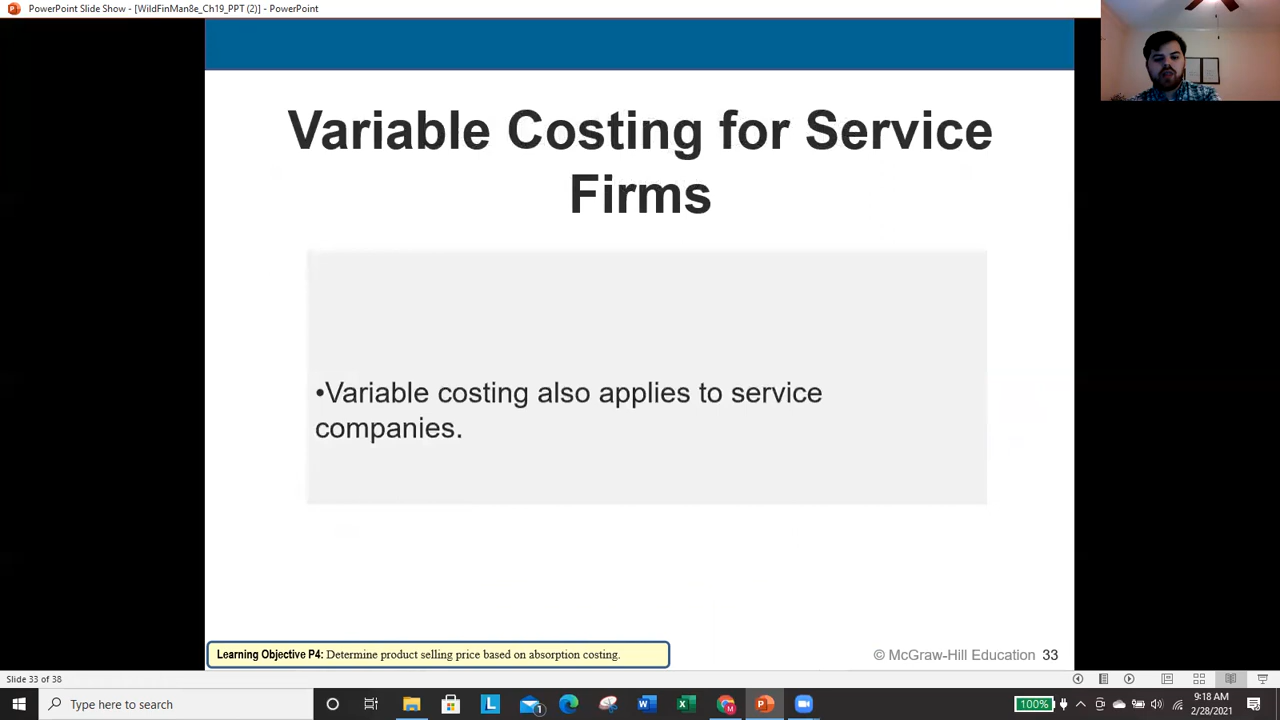 PowerPoint Slide Show - [WildFinMan8e_Ch19_PPT (2)] - PowerPoint
Variable Costing for Service
Firms
•Variable costing also applies to service
companies.
Learning Objective P4: Determine product selling price based on absorption costing.
© McGraw-Hill Education 33
Slide 33 of 38
Type here to search
L
1
W
X
M
P
100%
9:18 AM
2/28/2021
3